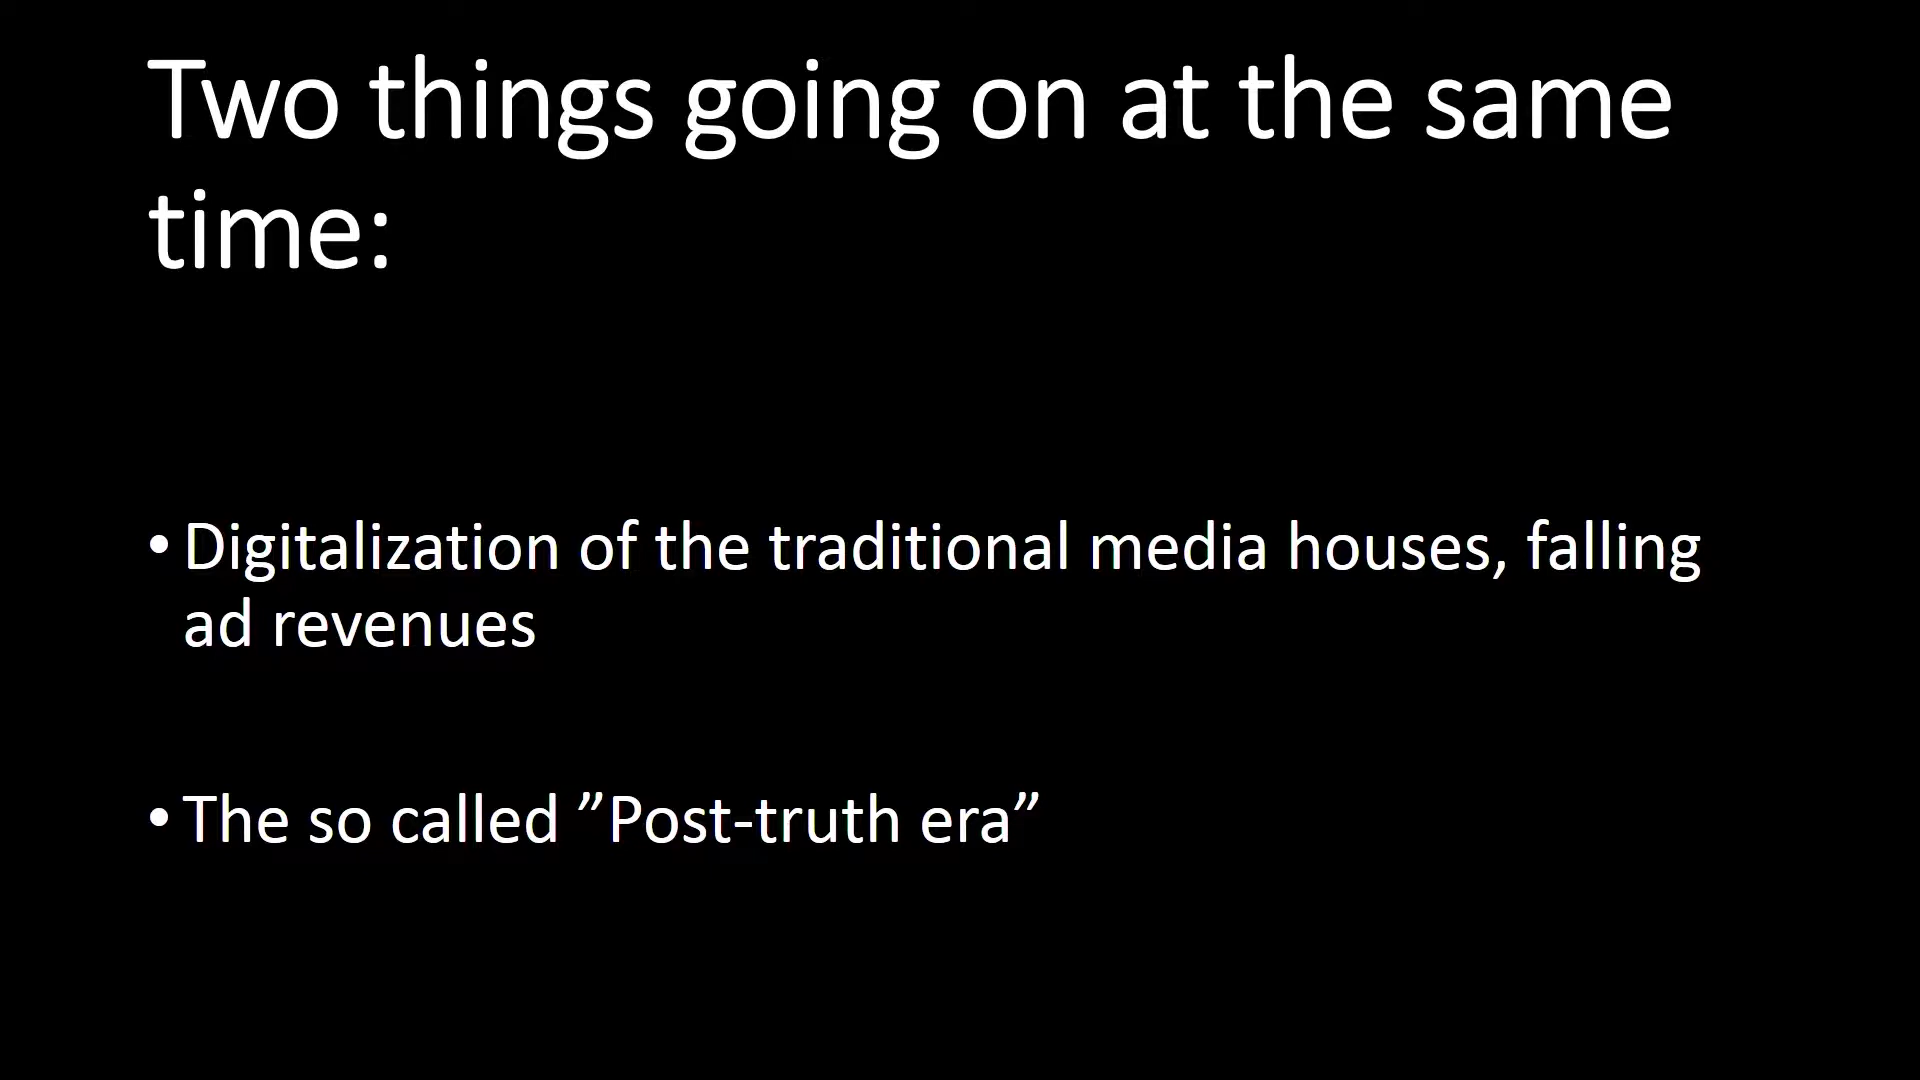 Two things going on at the same
time:
• Digitalization of the traditional media houses, falling
ad revenues
• The so called ”Post-truth era”